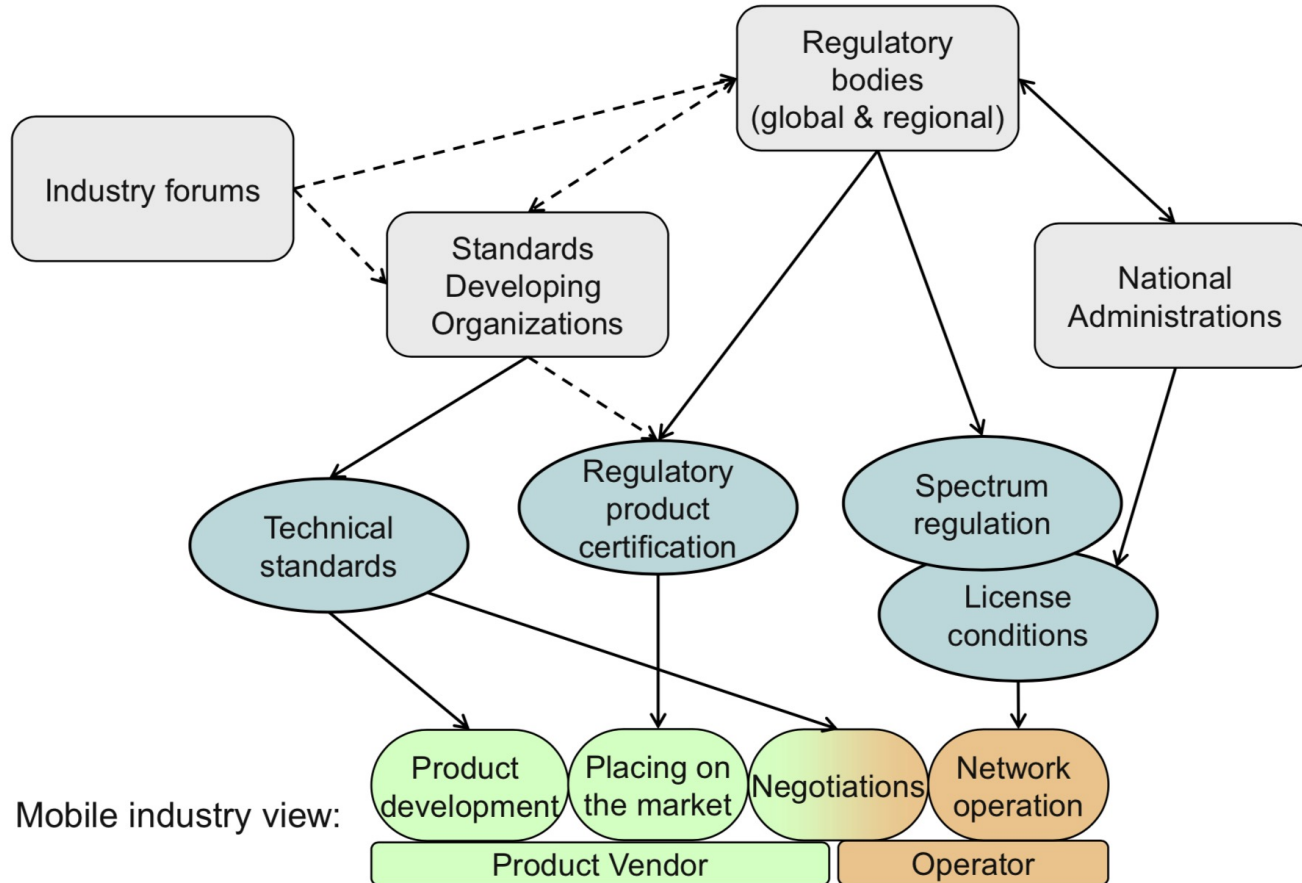 Regulatory
bodies
(global & regional)
Industry forums
Standards
Developing
Organizations
National
Administrations
Technical
standards
Regulatory
product
certification
Spectrum
regulation
License
conditions
Mobile industry view:
Product
development
Placing on
the market
Negotiations
Network
operation
Product Vendor
Operator